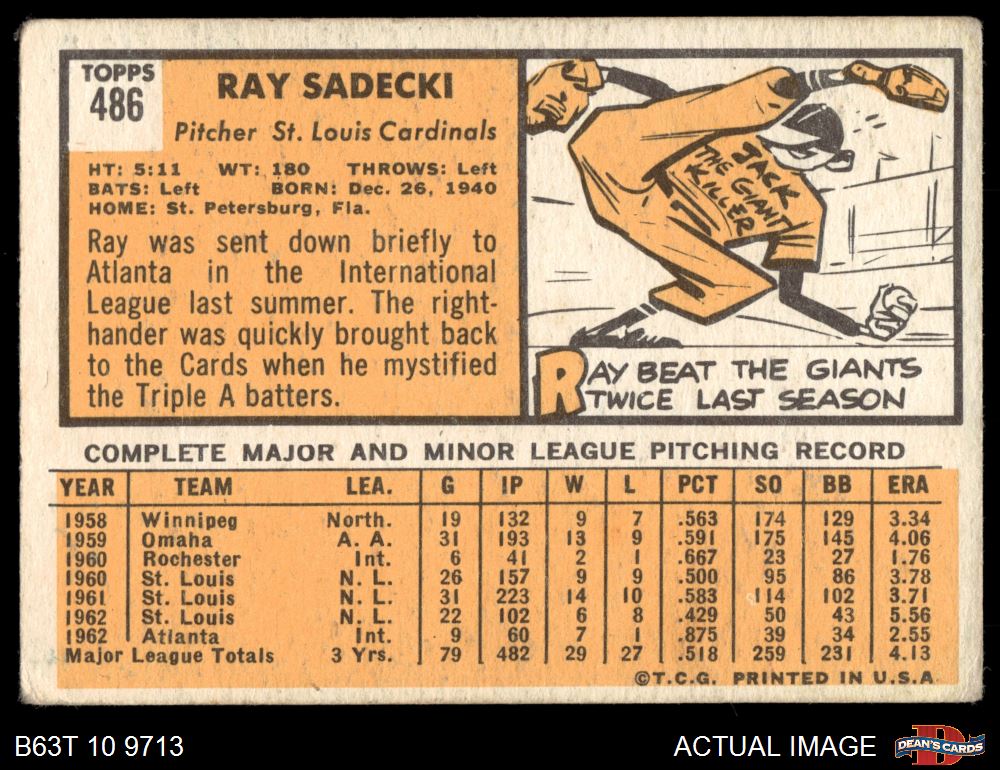 TOPPS
486
RAY SADECKI
Pitcher St. Louis Cardinals
HT: 5:11 WT: 180 THROWS: Left
BATS: Left BORN: Dec. 26, 1940
HOME: St. Petersburg, Fla.
Ray was sent down briefly to
Atlanta in the International
League last summer. The right-
hander was quickly brought back
to the Cards when he mystified
the Triple A batters.
JACK
THE GIANT
KILLER
RAY BEAT THE GIANTS
TWICE LAST SEASON
COMPLETE MAJOR AND MINOR LEAGUE PITCHING RECORD
YEAR TEAM LEA. G IP W L PCT SO BB ERA
1958 Winnipeg North. 19 132 9 7 .563 174 129 3.34
1959 Omaha A. A. 31 193 13 9 .591 175 145 4.06
1960 Rochester Int. 6 41 2 1 .667 23 27 1.76
1960 St. Louis N. L. 26 157 9 9 .500 95 86 3.78
1961 St. Louis N. L. 31 223 14 10 .583 114 102 3.71
1962 St. Louis N. L. 22 102 6 8 .429 50 43 5.56
1962 Atlanta Int. 9 60 7 1 .875 39 34 2.55
Major League Totals 3 Yrs. 79 482 29 27 .518 259 231 4.13
©T.C.G. PRINTED IN U.S.A.
B63T 10 9713
ACTUAL IMAGE
D
DEAN'S CARDS